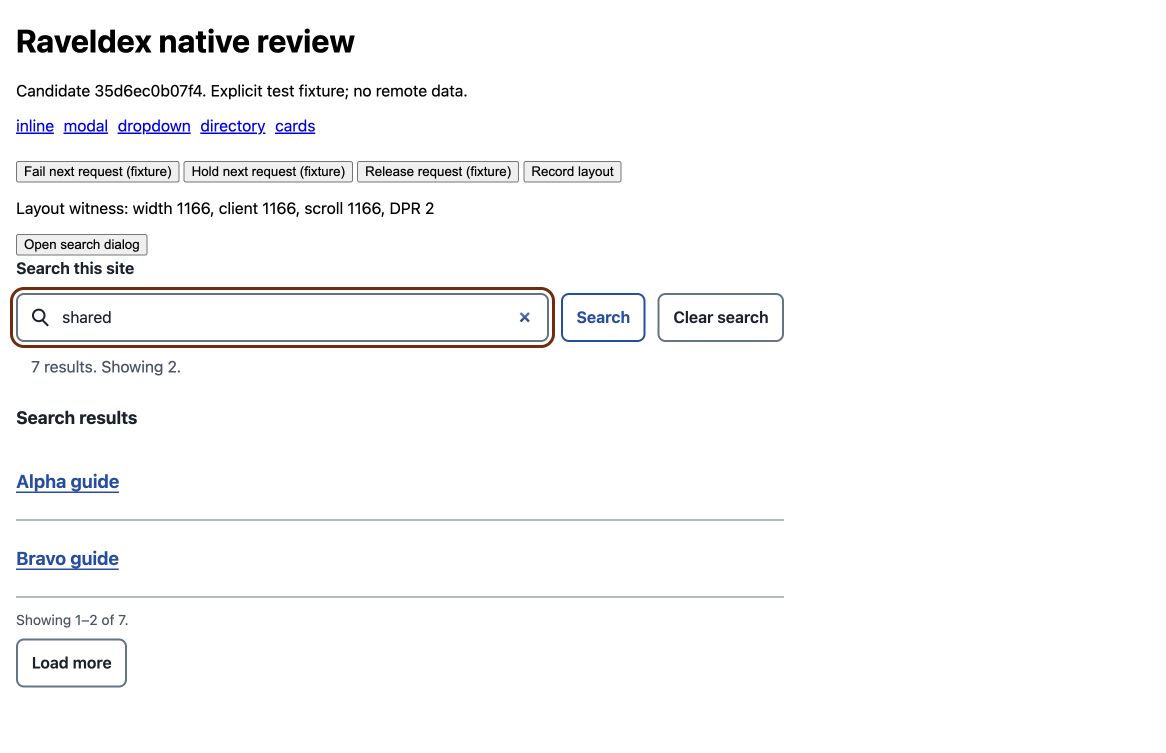 Raveldex native review
Candidate 35d6ec0b07f4. Explicit test fixture; no remote data.
inline modal dropdown directory cards
Fail next request (fixture) Hold next request (fixture) Release request (fixture) Record layout
Layout witness: width 1166, client 1166, scroll 1166, DPR 2
Open search dialog
Search this site
shared × Search Clear search
7 results. Showing 2.
Search results
Alpha guide
Bravo guide
Showing 1–2 of 7.
Load more